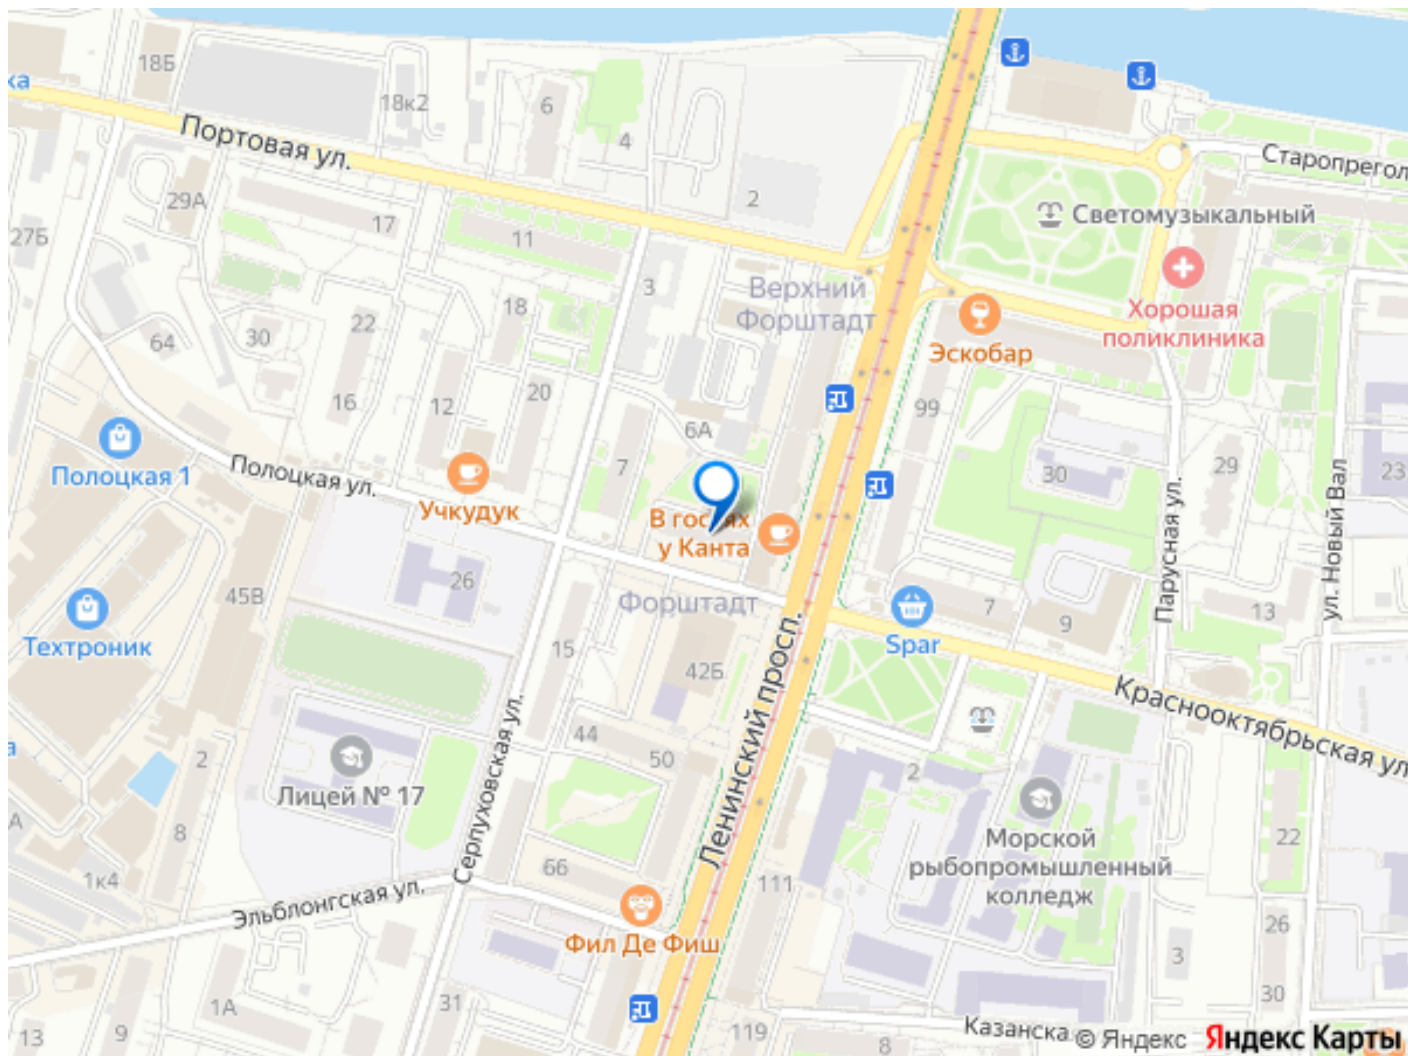 ка
18Б
18к2
6
4
Портовая ул.
2
Старопрегол
29А
17
27Б
11
Светомузыкальный
3
Верхний
Форштадт
Хорошая
поликлиника
18
22
30
64
Эскобар
16
12
20
6А
99
7
Полоцкая 1
Полоцкая ул.
Учкудук
В гостях
у Канта
30
29
23
Парусная ул.
ул. Новый Вал
26
45В
Форштадт
Техтроник
7
9
13
Spar
15
42Б
Ленинский просп.
Краснооктябрьская ул
Серпуховская ул.
44
50
а
2
Лицей № 17
2
А
8
Морской
рыбопромышленный
колледж
22
1к4
66
111
Эльблонгская ул.
Фил Де Фиш
26
3
1А
31
30
13
9
119
8
Казанска
© Яндекс
Яндекс Карты